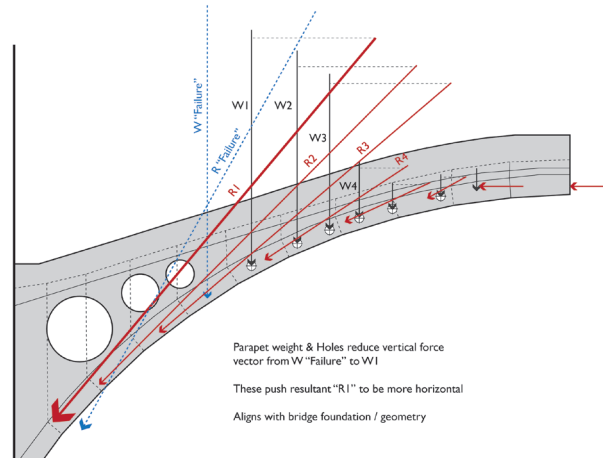 W "Failure"
R "Failure"
W1
W2
W3
W4
R1
R2
R3
R4
Parapet weight & Holes reduce vertical force
vector from W "Failure" to W1
These push resultant "R1" to be more horizontal
Aligns with bridge foundation / geometry